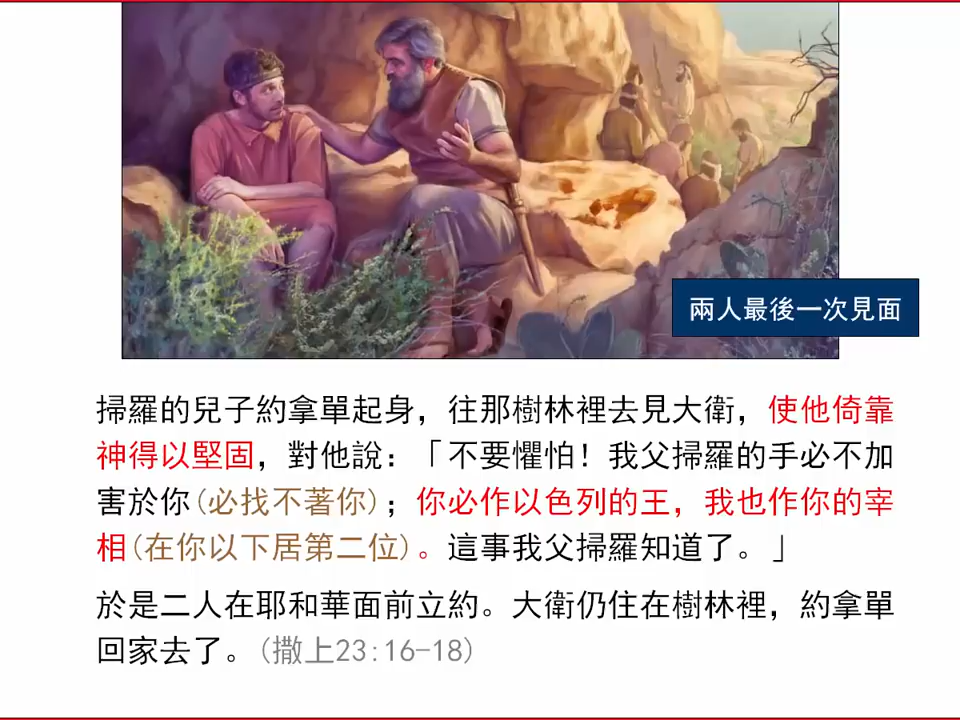 兩人最後一次見面
掃羅的兒子約拿單起身，往那樹林裡去見大衛，使他倚靠
神得以堅固，對他說：「不要懼怕！我父掃羅的手必不加
害於你(必找不著你)；你必作以色列的王，我也作你的宰
相(在你以下居第二位)。這事我父掃羅知道了。」
於是二人在耶和華面前立約。大衛仍住在樹林裡，約拿單
回家去了。(撒上23:16-18)